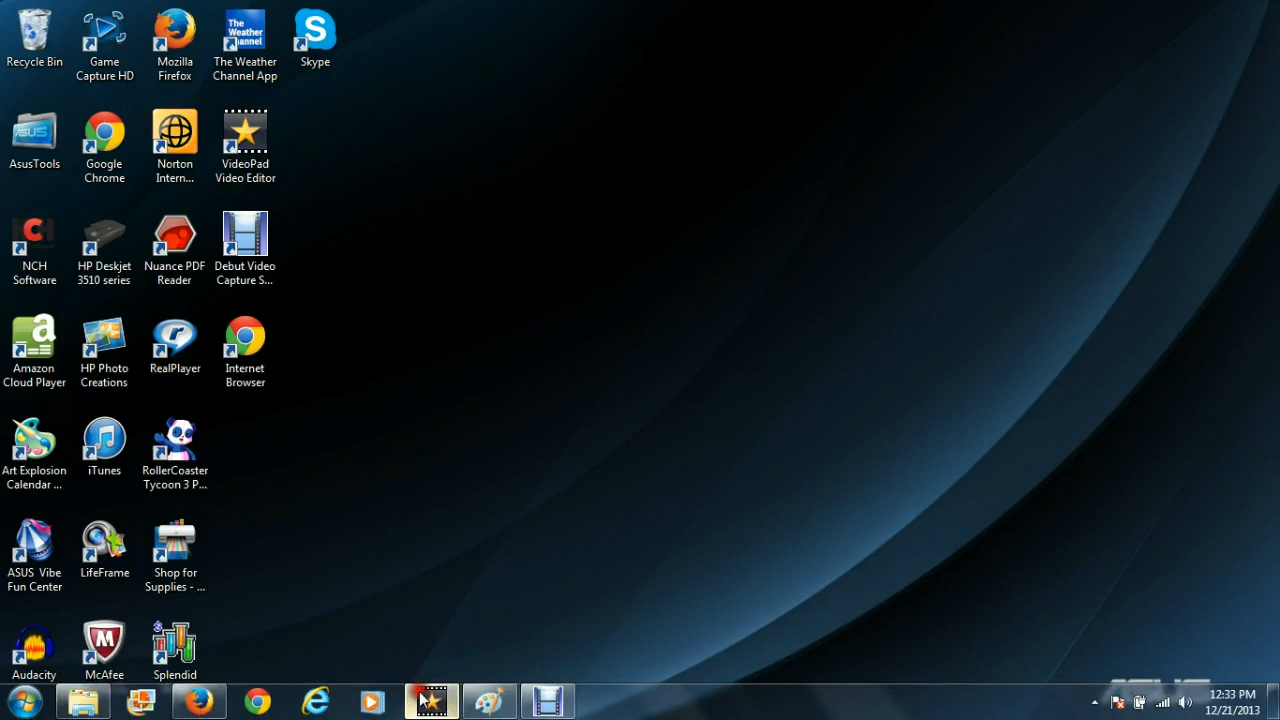 Recycle Bin
Game
Capture HD
Mozilla
Firefox
The
Weather
Channel
The Weather
Channel App
Skype
ASUS
AsusTools
Google
Chrome
Norton
Intern...
VideoPad
Video Editor
NCH
NCH
Software
HP Deskjet
3510 series
Nuance PDF
Reader
Debut Video
Capture S...
Amazon
Cloud Player
HP Photo
Creations
RealPlayer
Internet
Browser
Art Explosion
Calendar ...
iTunes
RollerCoaster
Tycoon 3 P...
ASUS Vibe
Fun Center
LifeFrame
Shop for
Supplies - ...
Audacity
McAfee
Splendid
12:33 PM
12/21/2013